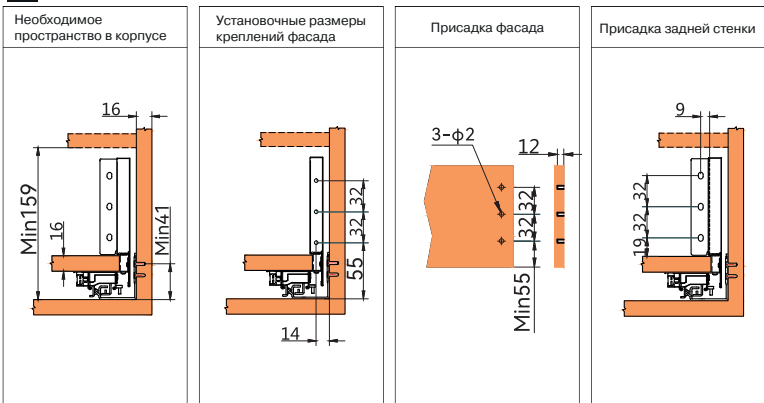 Необходимое
пространство в корпусе
16
Min159
16
Min41
Установочные размеры
креплений фасада
32
32
55
14
Присадка фасада
3-ф2
12
32
32
Min55
Присадка задней стенки
9
32
32
19